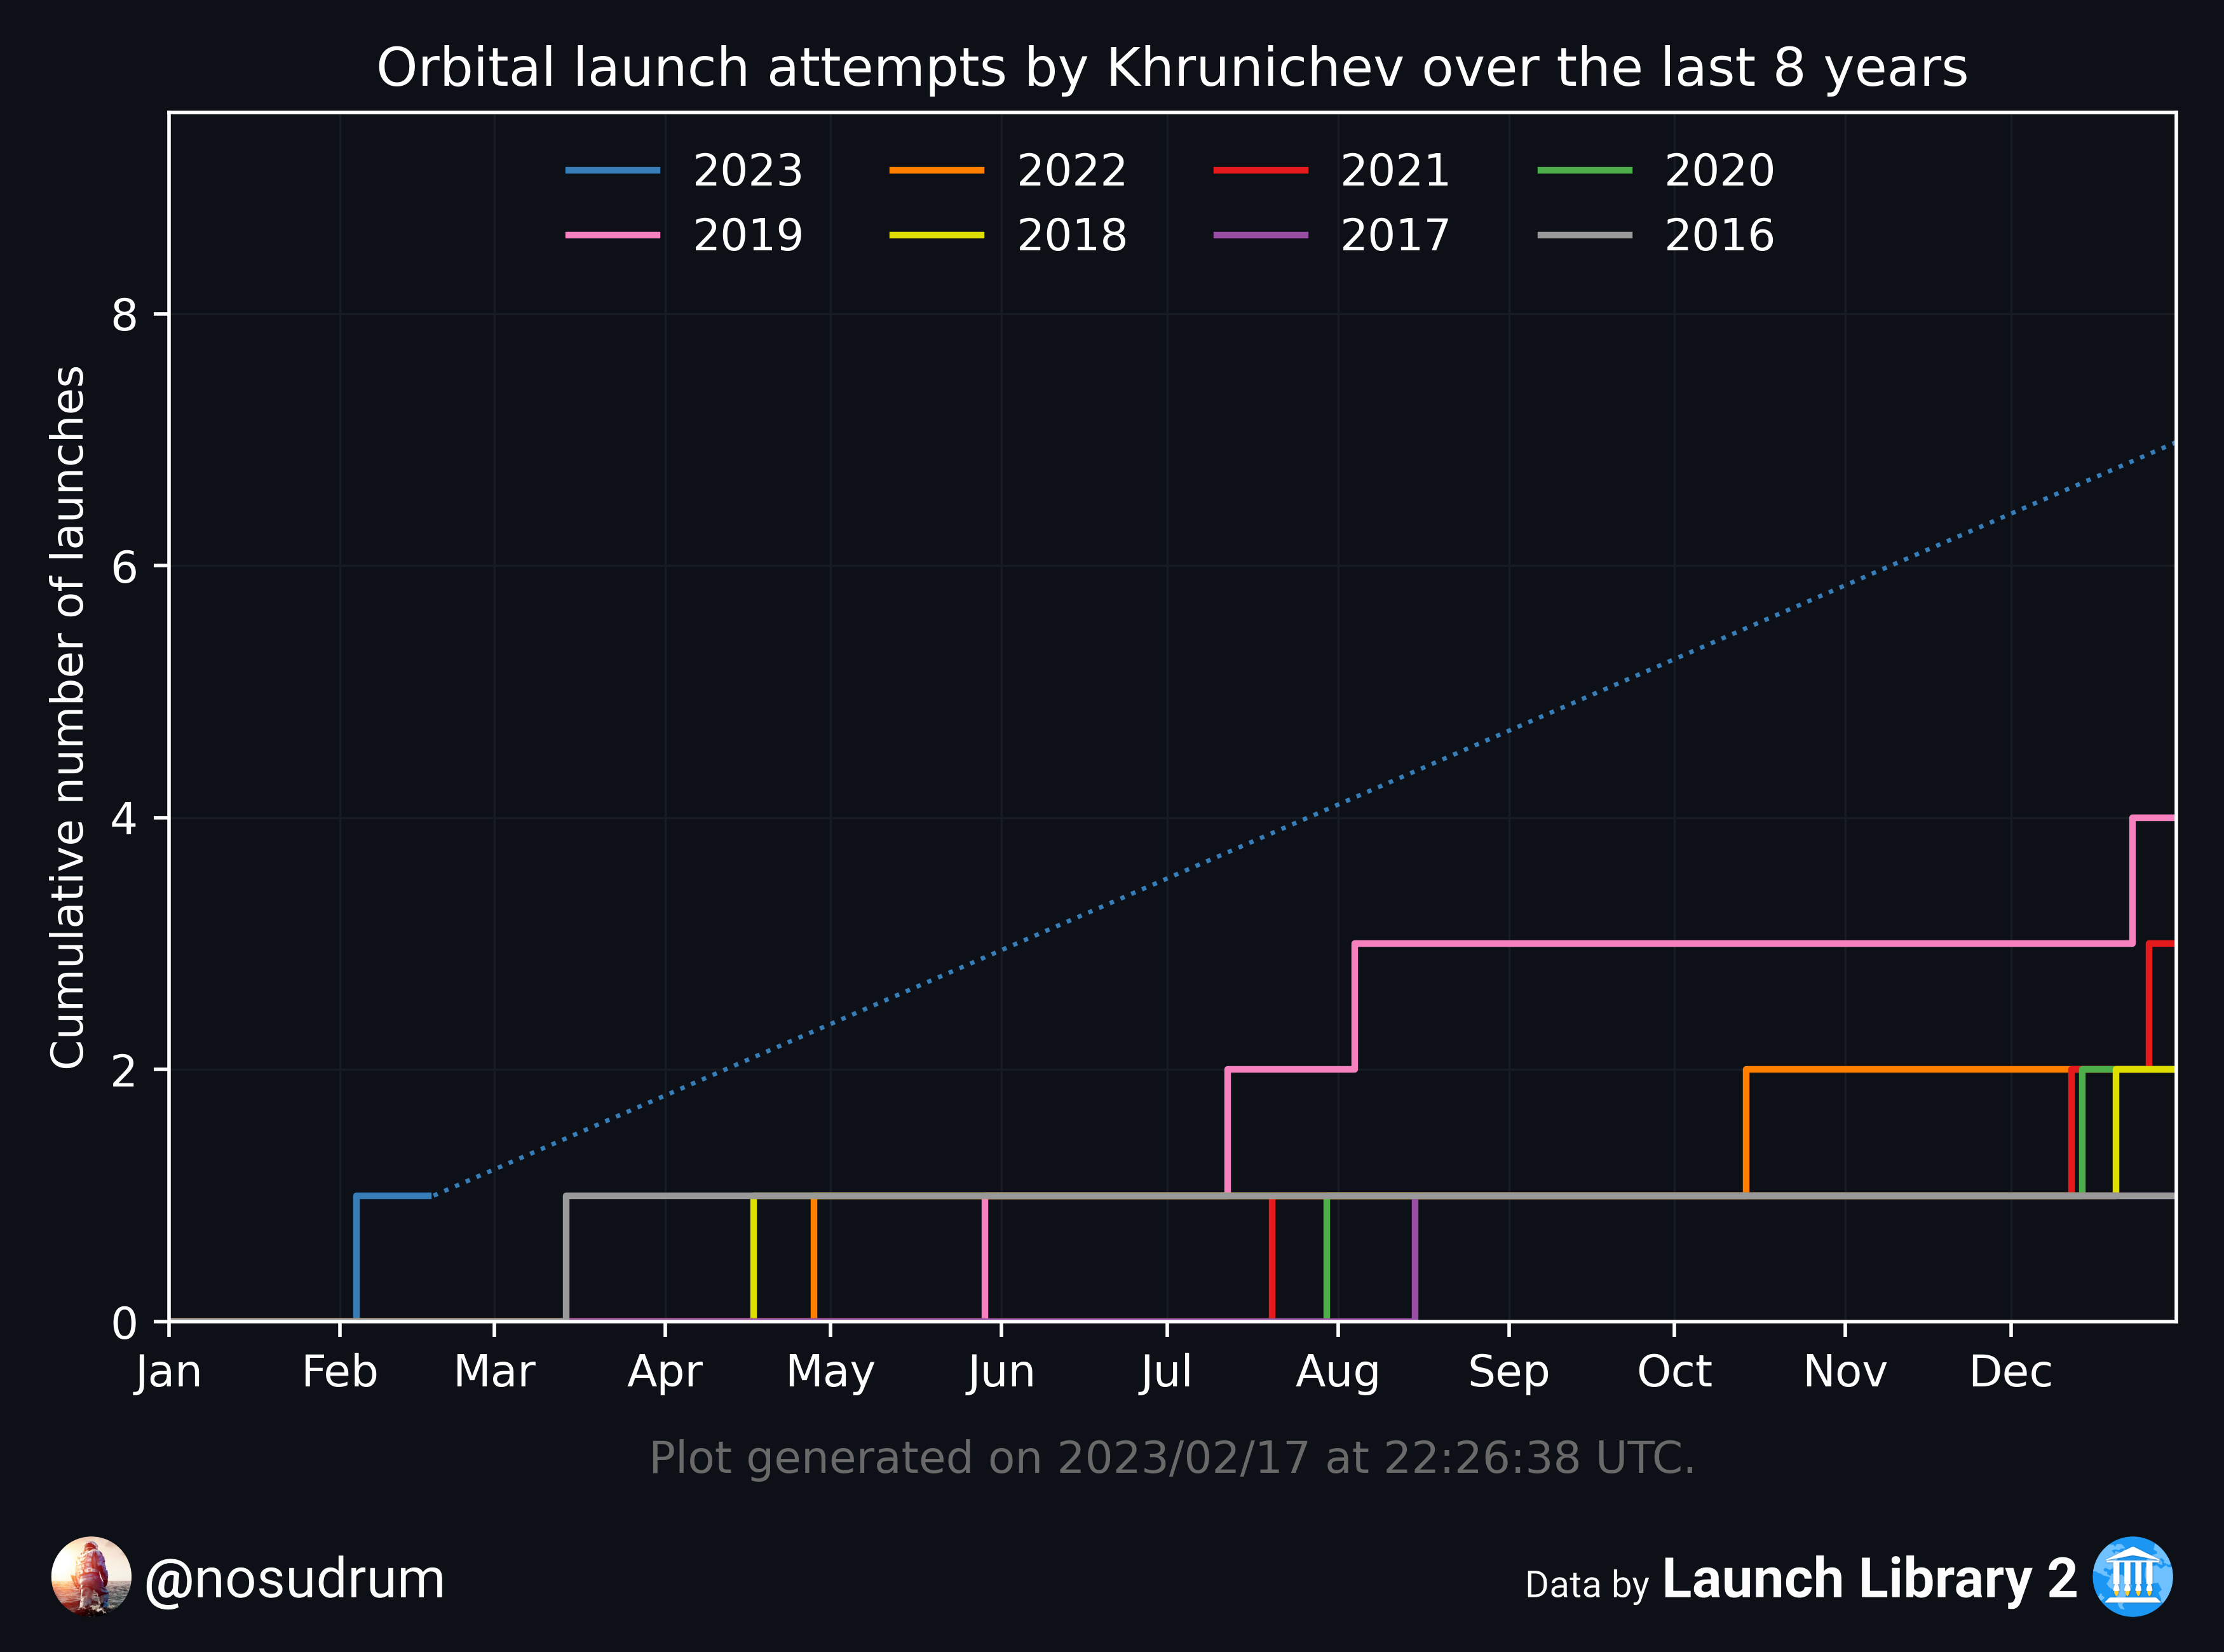 Orbital launch attempts by Khrunichev over the last 8 years
2023 2022 2021 2020
2019 2018 2017 2016
Cumulative number of launches
8
6
4
2
0
Jan Feb Mar Apr May Jun Jul Aug Sep Oct Nov Dec
Plot generated on 2023/02/17 at 22:26:38 UTC.
@nosudrum
Data by Launch Library 2